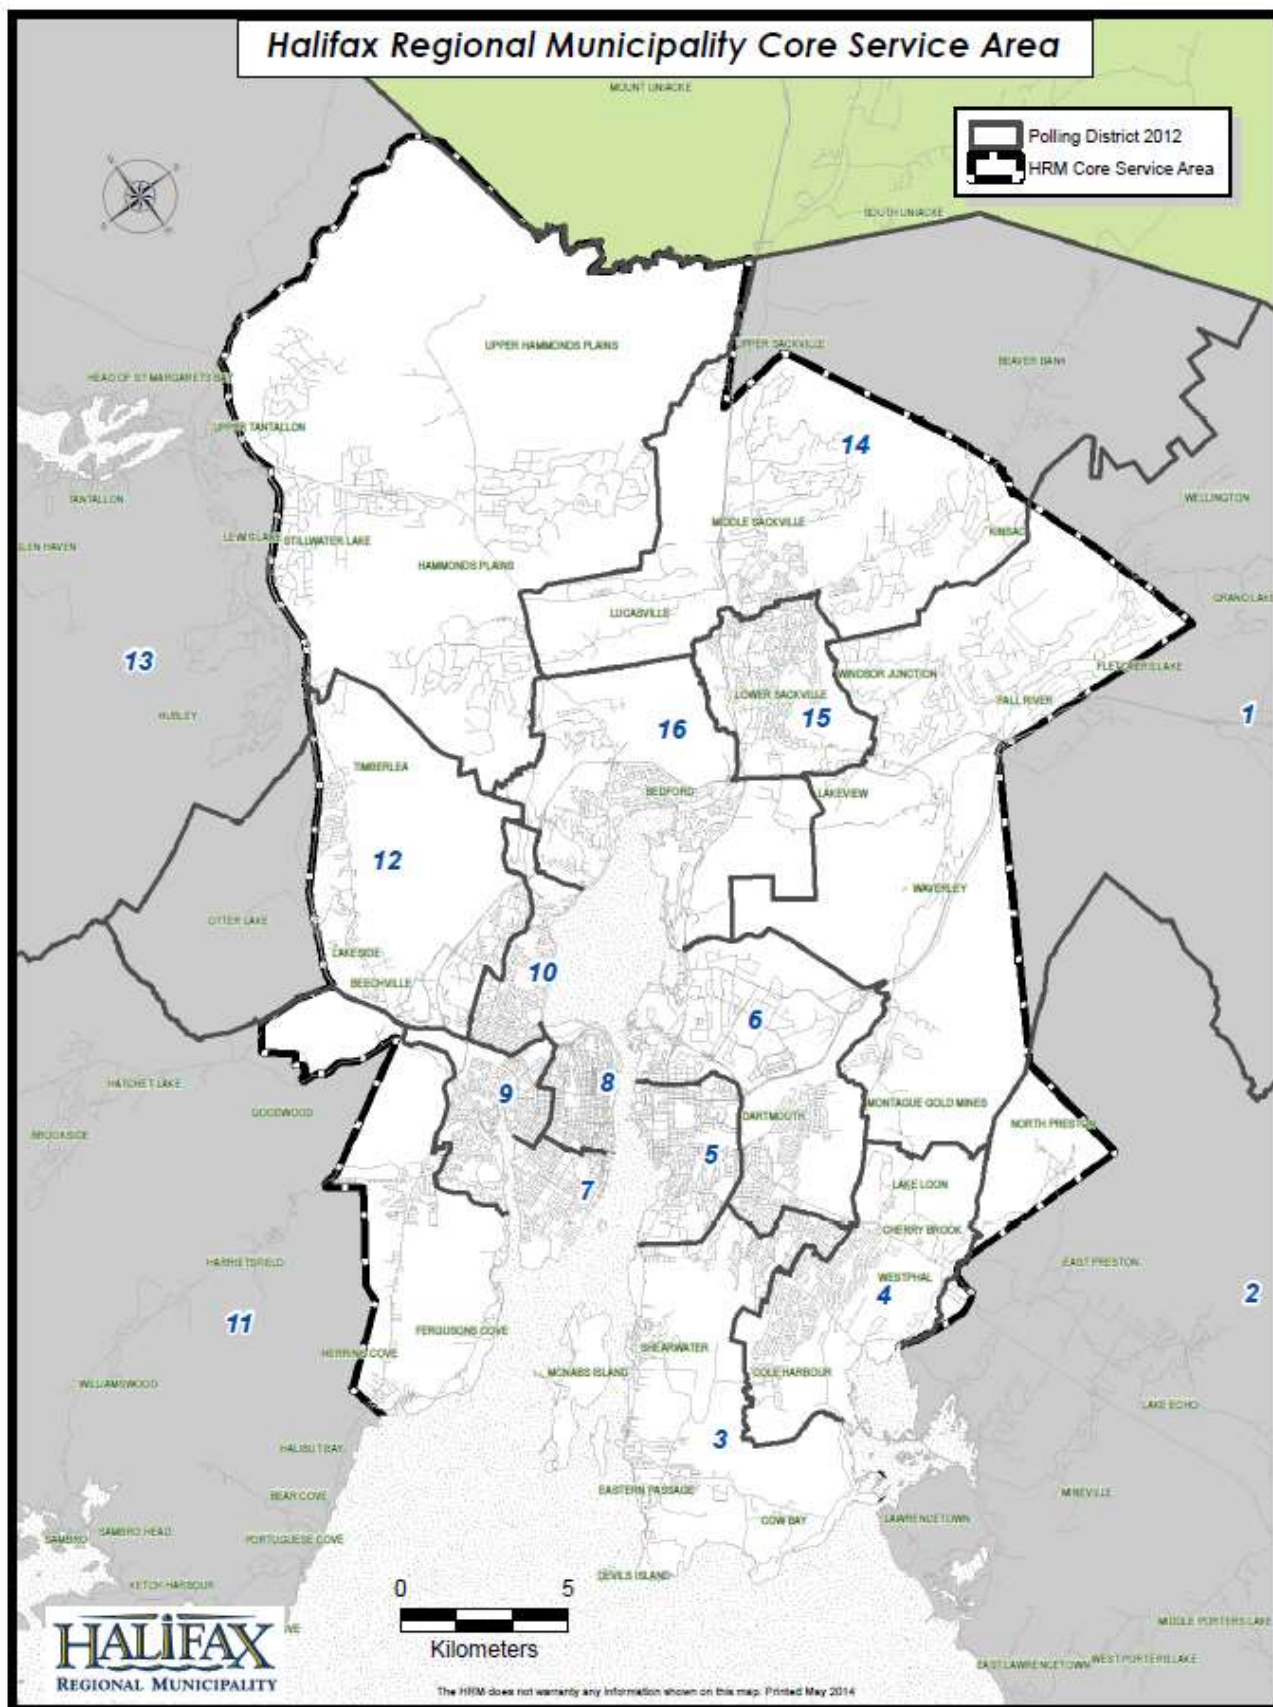 Halifax Regional Municipality Core Service Area
MOUNT UNIACKE
Polling District 2012
HRM Core Service Area
SOUTH UNIACKE
UPPER HAMMONDS PLAINS
UPPER SACKVILLE
BEAVER BANK
HEAD OF ST MARGARETS BAY
UPPER TANTALLON
14
TANTALLON
WELLINGTON
MIDDLE SACKVILLE
KINSAC
GLEN HAVEN
LEWIS LAKE
STILLWATER LAKE
HAMMONDS PLAINS
GRAND LAKE
LUCASVILLE
13
WINDSOR JUNCTION
FLETCHERS LAKE
LOWER SACKVILLE
FALL RIVER
HUBLEY
16
15
1
TIMBERLEA
BEDFORD
LAKEVIEW
12
WAVERLEY
OTTER LAKE
LAKESIDE
BEECHVILLE
10
6
HATCHET LAKE
8
9
GOODWOOD
MONTAGUE GOLD MINES
DARTMOUTH
NORTH PRESTON
BROOKSIDE
5
7
LAKE LOON
CHERRY BROOK
HARRIETSFIELD
EAST PRESTON
WESTPHAL
4
2
11
FERGUSONS COVE
HERRING COVE
SHEARWATER
MCNABS ISLAND
COLE HARBOUR
WILLIAMSWOOD
LAKE ECHO
3
HALIBUT BAY
EASTERN PASSAGE
MINEVILLE
BEAR COVE
COW BAY
LAWRENCETOWN
SAMBRO
SAMBRO HEAD
PORTUGUESE COVE
DEVILS ISLAND
KETCH HARBOUR
0 5
Kilometers
MIDDLE PORTERS LAKE
EAST LAWRENCETOWN
WEST PORTERS LAKE
HALIFAX
REGIONAL MUNICIPALITY
The HRM does not warranty any information shown on this map. Printed May 2014